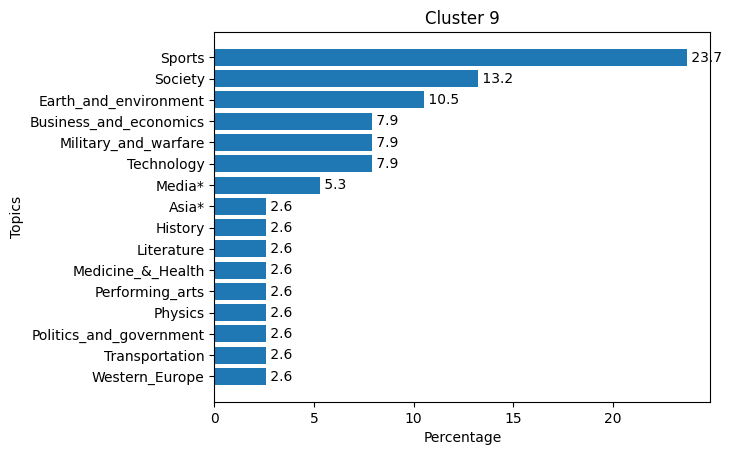 Cluster 9
Topics
Sports 23.7
Society 13.2
Earth_and_environment 10.5
Business_and_economics 7.9
Military_and_warfare 7.9
Technology 7.9
Media* 5.3
Asia* 2.6
History 2.6
Literature 2.6
Medicine_&_Health 2.6
Performing_arts 2.6
Physics 2.6
Politics_and_government 2.6
Transportation 2.6
Western_Europe 2.6
0 5 10 15 20
Percentage